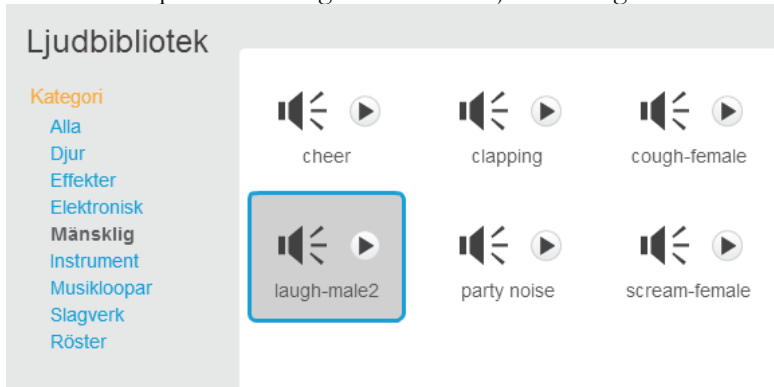 Ljudbibliotek
Kategori
Alla
Djur
Effekter
Elektronisk
Mänsklig
Instrument
Musikloopar
Slagverk
Röster
cheer
clapping
cough-female
laugh-male2
party noise
scream-female